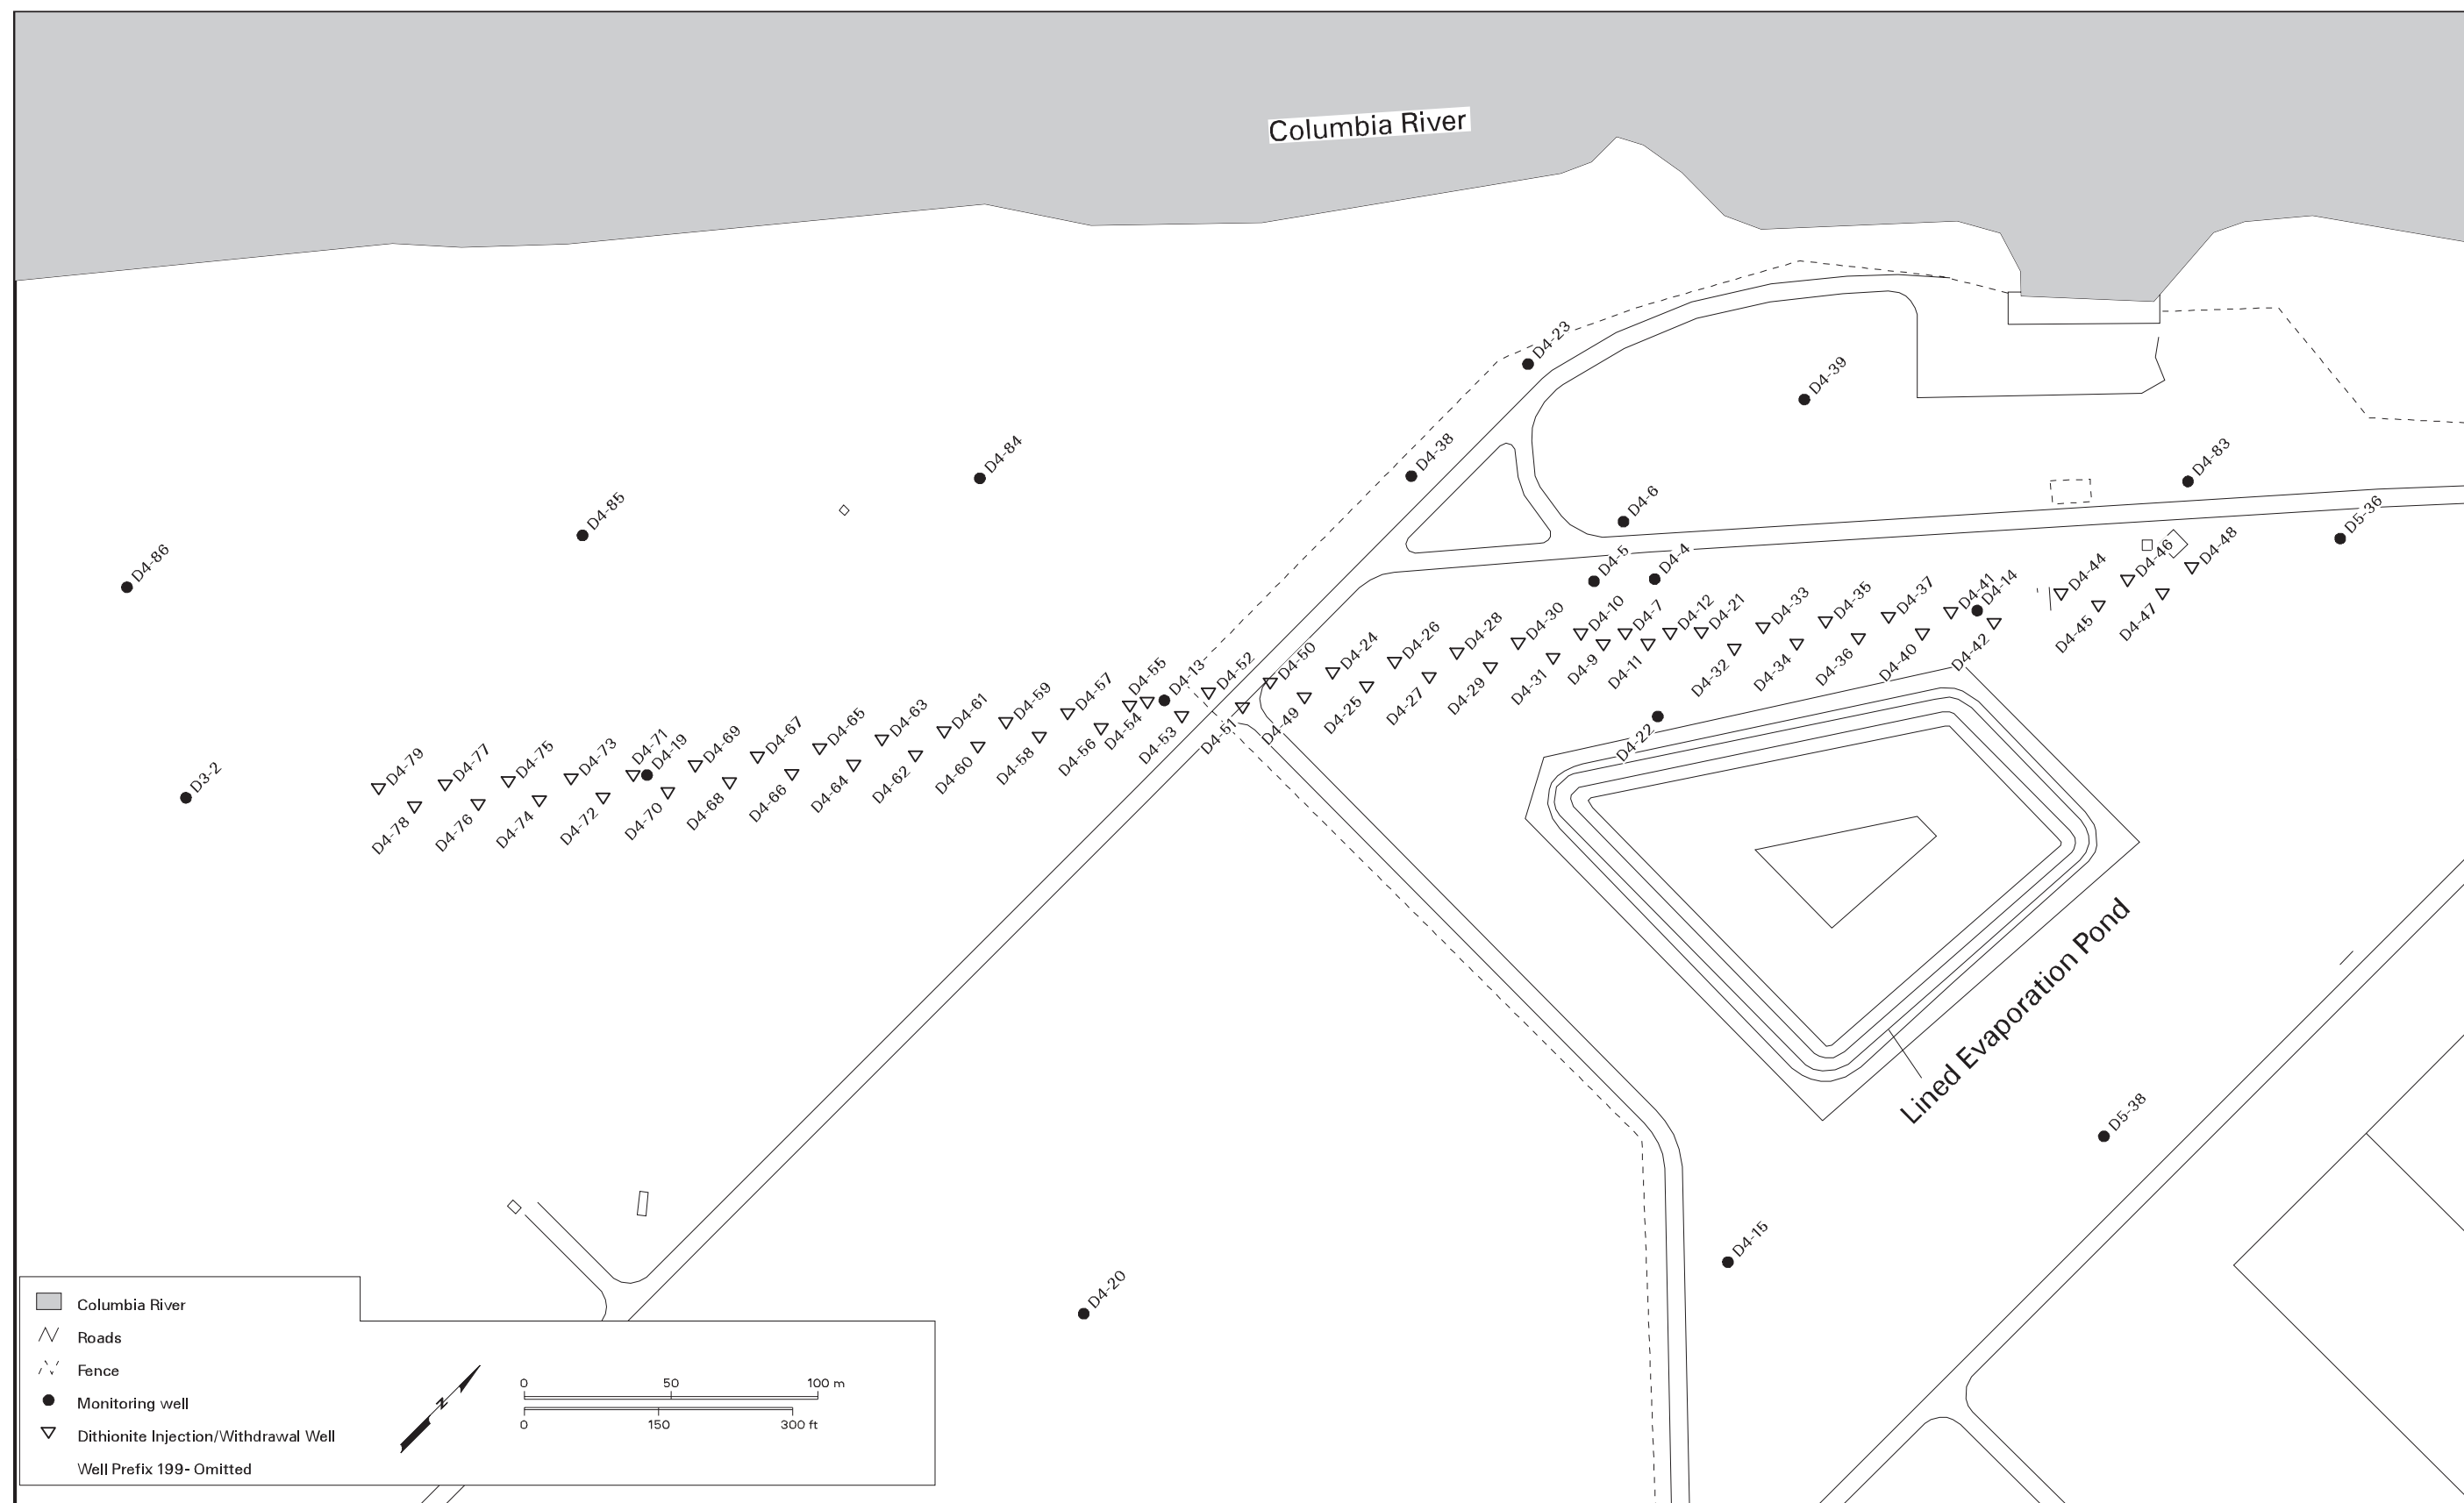 Columbia River
D4-23
D4-39
D4-84
D4-38
D4-83
D4-85
D4-6
D5-36
D4-86
D4-5
D4-4
D4-44
D4-46
D4-48
D4-41
D4-14
D4-45
D4-47
D4-10
D4-7
D4-12
D4-21
D4-33
D4-35
D4-37
D4-24
D4-26
D4-28
D4-30
D4-9
D4-11
D4-32
D4-34
D4-36
D4-40
D4-42
D4-55
D4-13
D4-52
D4-50
D4-49
D4-25
D4-27
D4-29
D4-31
D4-22
D4-79
D4-77
D4-75
D4-73
D4-71
D4-19
D4-69
D4-67
D4-65
D4-63
D4-61
D4-59
D4-57
D3-2
D4-78
D4-76
D4-74
D4-72
D4-70
D4-68
D4-66
D4-64
D4-62
D4-60
D4-58
D4-56
D4-54
D4-53
D4-51
Lined Evaporation Pond
D5-38
D4-15
D4-20
Columbia River
Roads
Fence
Monitoring well
Dithionite Injection/Withdrawal Well
Well Prefix 199- Omitted
N
0 50 100 m
0 150 300 ft